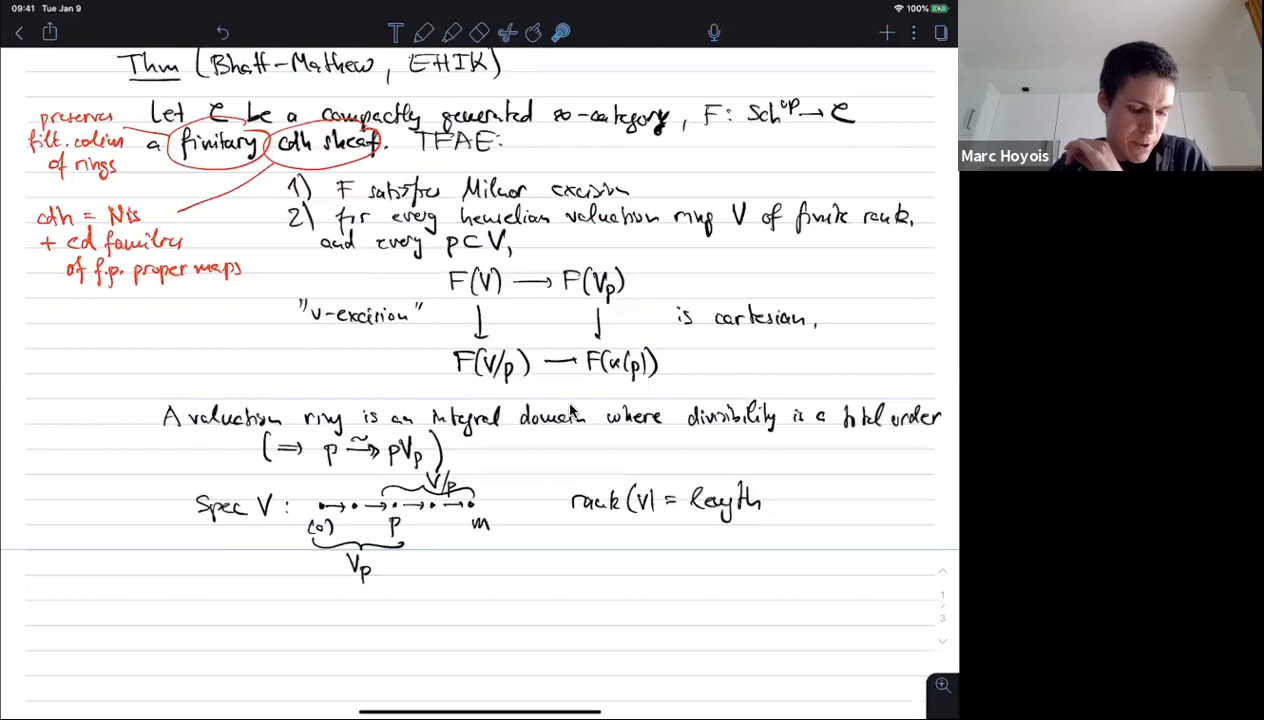 09:41 Tue Jan 9
100%
Thm (Bhatt-Mathew, EHIK)
Let C be a compactly generated ∞-category, F: Sch^op → C
a finitary cdh sheaf. TFAE:
preserves
filt. colim
of rings
cdh = Nis
+ cd families
of f.p. proper maps
1) F satisfies Milnor excision
2) for every henselian valuation ring V of finite rank,
and every p⊂V,
F(V) → F(V_p)
"v-excision" ↓ ↓ is cartesian,
F(V/p) → F(κ(p))
A valuation ring is an integral domain where divisibility is a total order
(⇒ p ⥲ pV_p)
V/p
Spec V : • → • → • → • → • rank(V) = length
(0) p m
V_p
1
/
3
Marc Hoyois